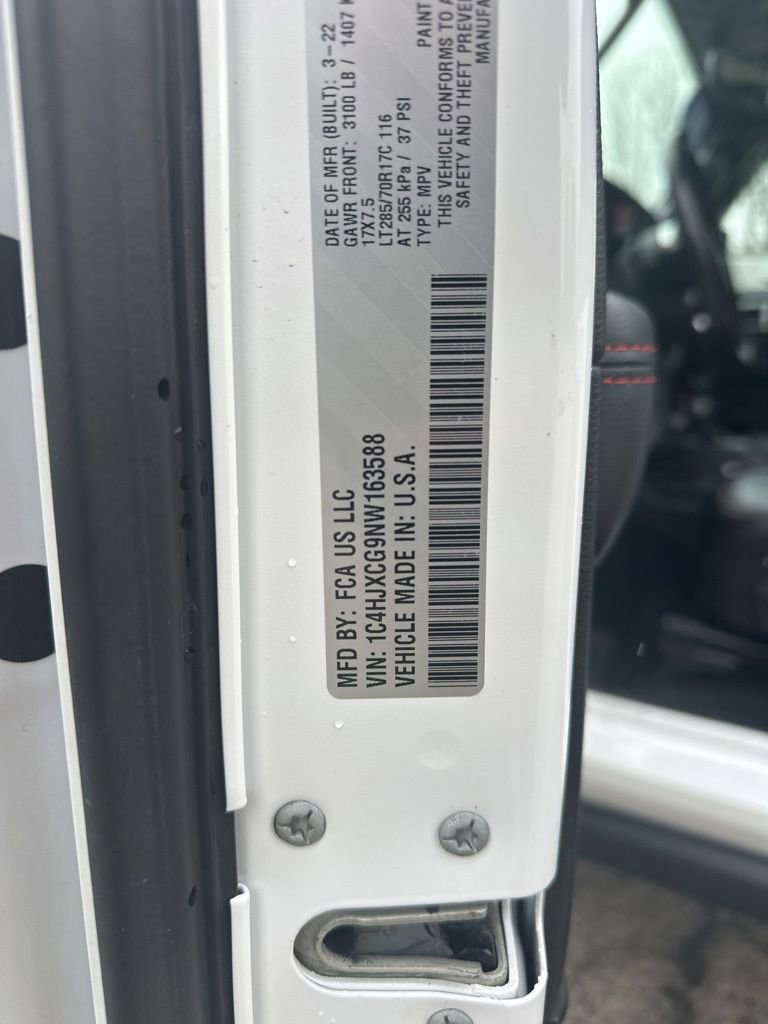 MFD BY: FCA US LLC
VIN: 1C4HJXCG9NW163588
VEHICLE MADE IN: U.S.A.
DATE OF MFR (BUILT): 3-22
GAWR FRONT: 3100 LB / 1407 K
17X7.5
LT285/70R17C 116
AT 255 kPa / 37 PSI
TYPE: MPV PAINT
THIS VEHICLE CONFORMS TO A
SAFETY AND THEFT PREVE
MANUFA